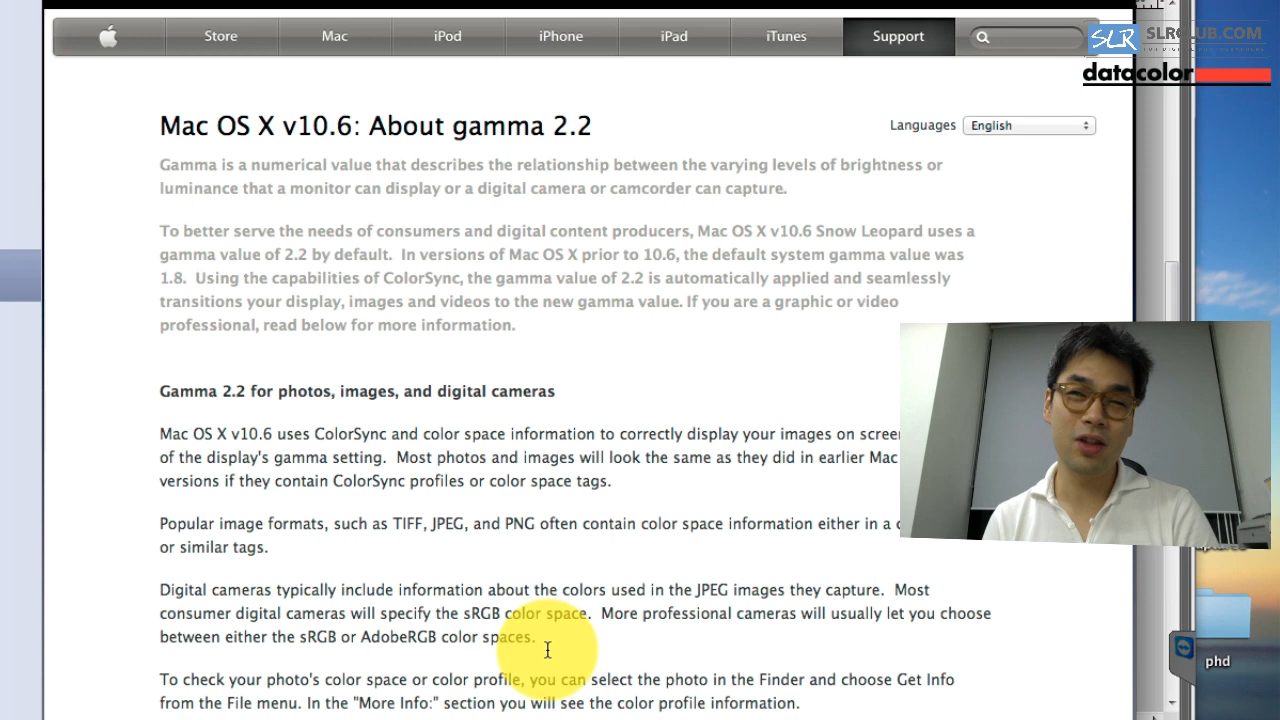 Store Mac iPod iPhone iPad iTunes Support
SLR SLRCLUB.COM
datacolor
Mac OS X v10.6: About gamma 2.2
Languages English
Gamma is a numerical value that describes the relationship between the varying levels of brightness or
luminance that a monitor can display or a digital camera or camcorder can capture.
To better serve the needs of consumers and digital content producers, Mac OS X v10.6 Snow Leopard uses a
gamma value of 2.2 by default.  In versions of Mac OS X prior to 10.6, the default system gamma value was
1.8.  Using the capabilities of ColorSync, the gamma value of 2.2 is automatically applied and seamlessly
transitions your display, images and videos to the new gamma value. If you are a graphic or video
professional, read below for more information.
Gamma 2.2 for photos, images, and digital cameras
Mac OS X v10.6 uses ColorSync and color space information to correctly display your images on screen
of the display's gamma setting.  Most photos and images will look the same as they did in earlier Mac
versions if they contain ColorSync profiles or color space tags.
Popular image formats, such as TIFF, JPEG, and PNG often contain color space information either in a
or similar tags.
Digital cameras typically include information about the colors used in the JPEG images they capture.  Most
consumer digital cameras will specify the sRGB color space.  More professional cameras will usually let you choose
between either the sRGB or AdobeRGB color spaces.
To check your photo's color space or color profile, you can select the photo in the Finder and choose Get Info
from the File menu. In the "More Info:" section you will see the color profile information.
phd